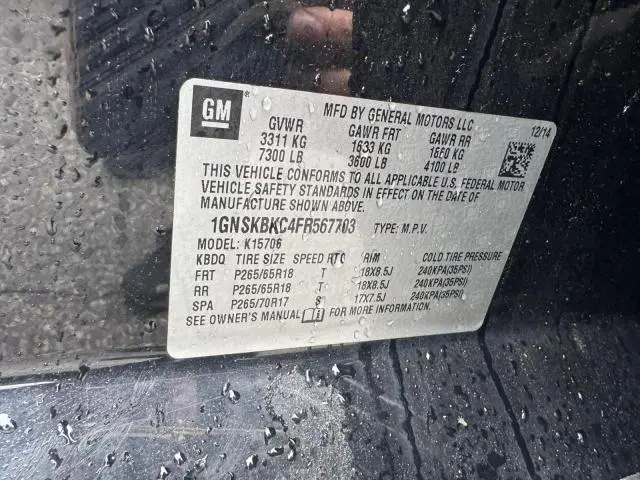 GM
MFD BY GENERAL MOTORS LLC
GVWR GAWR FRT GAWR RR 12/14
3311 KG 1633 KG 1860 KG
7300 LB 3600 LB 4100 LB
THIS VEHICLE CONFORMS TO ALL APPLICABLE U.S. FEDERAL MOTOR
VEHICLE SAFETY STANDARDS IN EFFECT ON THE DATE OF
MANUFACTURE SHOWN ABOVE.
1GNSKBKC4FR567703 TYPE: M.P.V.
MODEL: K15706
KBDQ TIRE SIZE SPEED RTG RIM COLD TIRE PRESSURE
FRT P265/65R18 T 18X8.5J 240KPA(35PSI)
RR P265/65R18 T 18X8.5J 240KPA(35PSI)
SPA P265/70R17 S 17X7.5J 240KPA(35PSI)
SEE OWNER'S MANUAL FOR MORE INFORMATION.